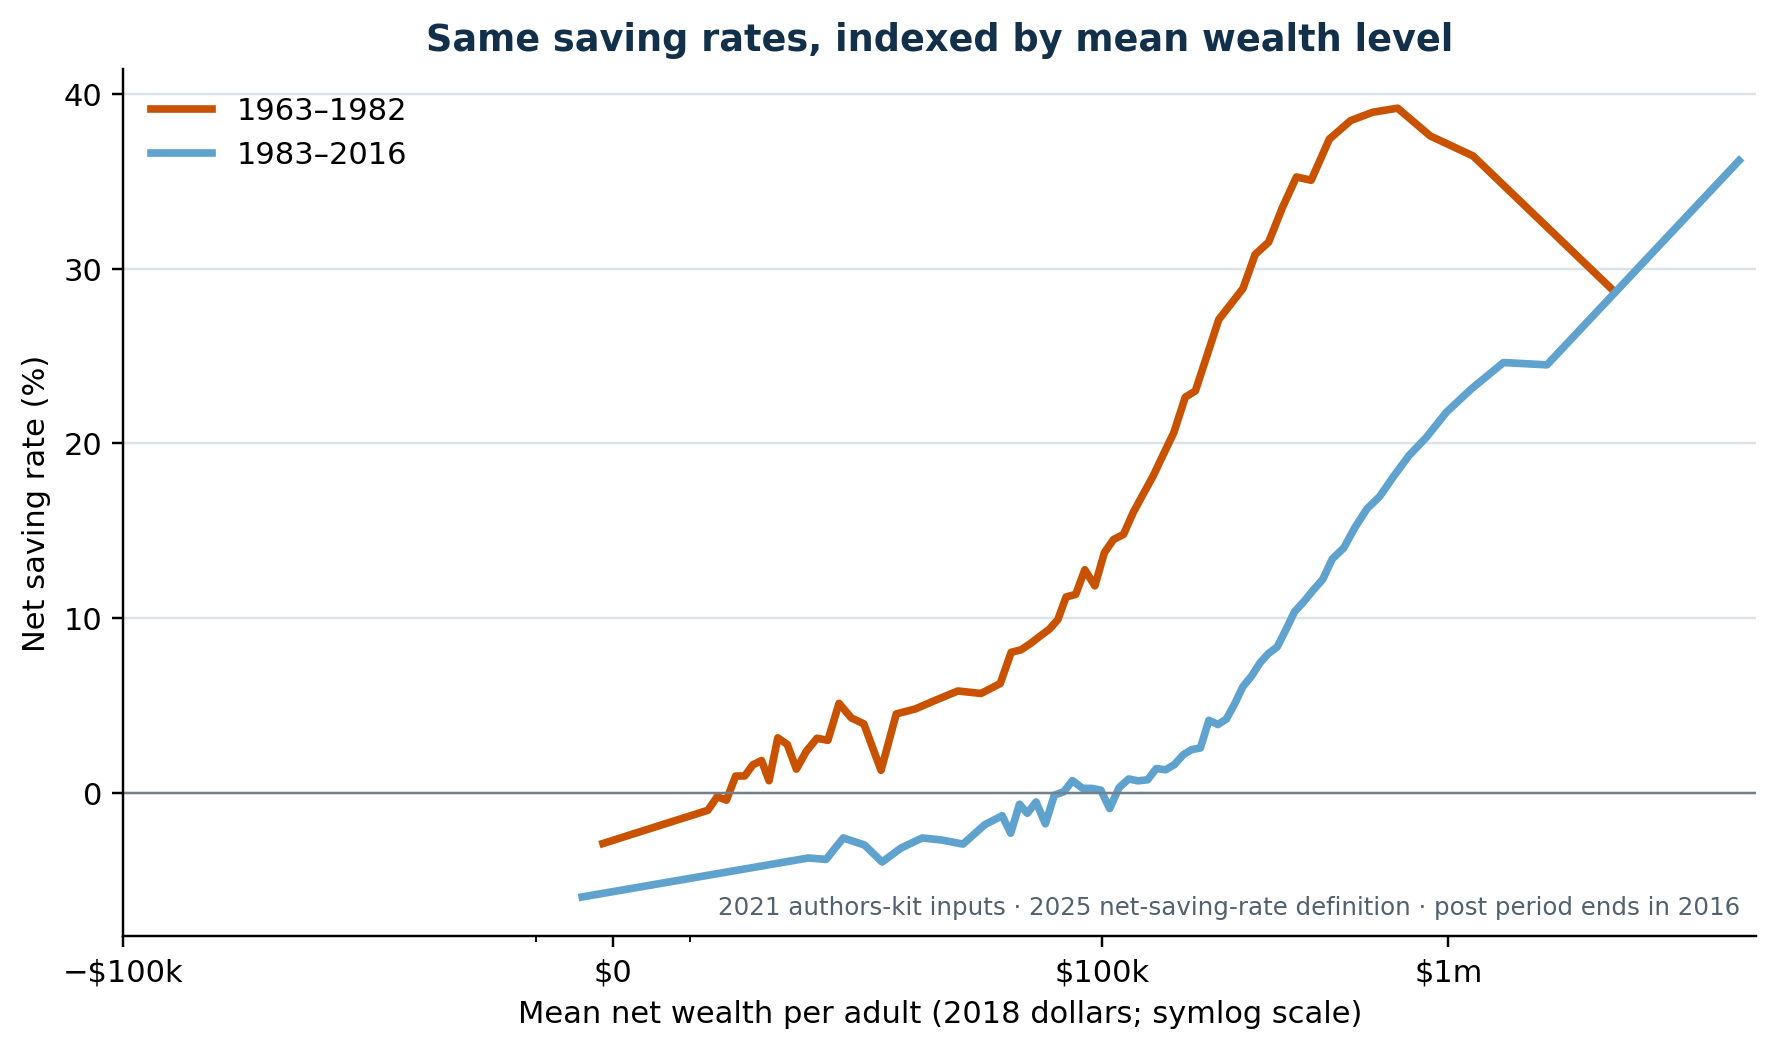 Same saving rates, indexed by mean wealth level
1963–1982
1983–2016
Net saving rate (%)
40
30
20
10
0
2021 authors-kit inputs · 2025 net-saving-rate definition · post period ends in 2016
−$100k
$0
$100k
$1m
Mean net wealth per adult (2018 dollars; symlog scale)